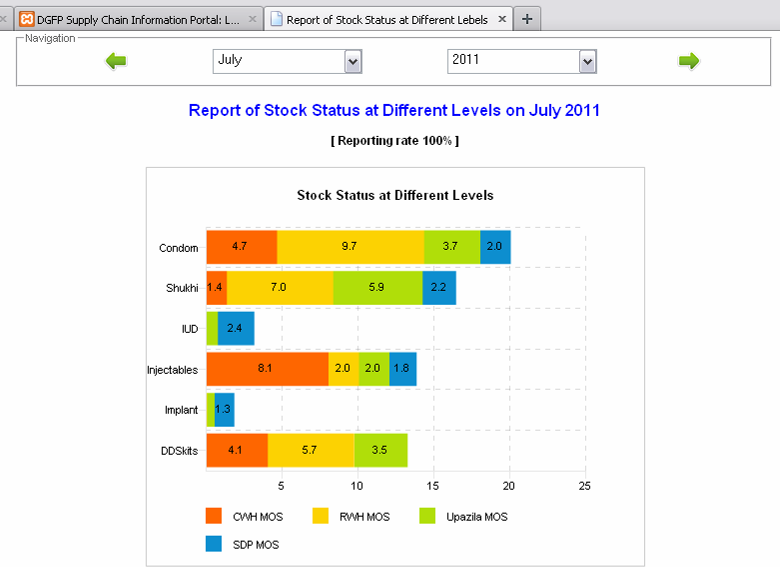 DGFP Supply Chain Information Portal: L... Report of Stock Status at Different Lebels
Navigation
July 2011
Report of Stock Status at Different Levels on July 2011
[ Reporting rate 100% ]
Stock Status at Different Levels
Condom 4.7 9.7 3.7 2.0
Shukhi 1.4 7.0 5.9 2.2
IUD 2.4
Injectables 8.1 2.0 2.0 1.8
Implant 1.3
DDSkits 4.1 5.7 3.5
5 10 15 20 25
CWH MOS RWH MOS Upazila MOS
SDP MOS